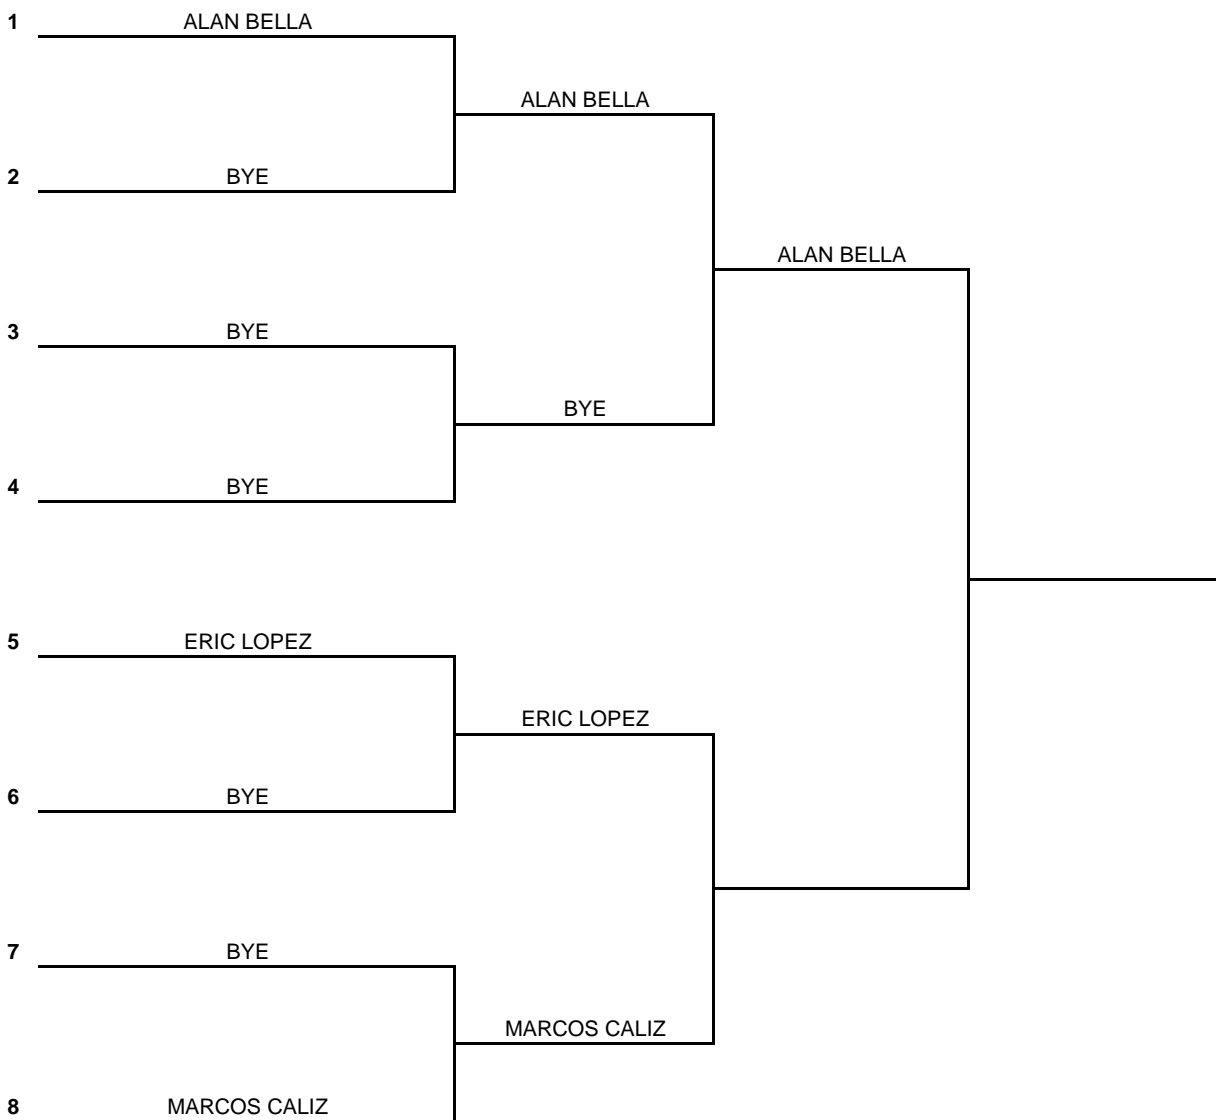 1 ALAN BELLA
ALAN BELLA
2 BYE
ALAN BELLA
3 BYE
BYE
4 BYE
5 ERIC LOPEZ
ERIC LOPEZ
6 BYE
7 BYE
MARCOS CALIZ
8 MARCOS CALIZ